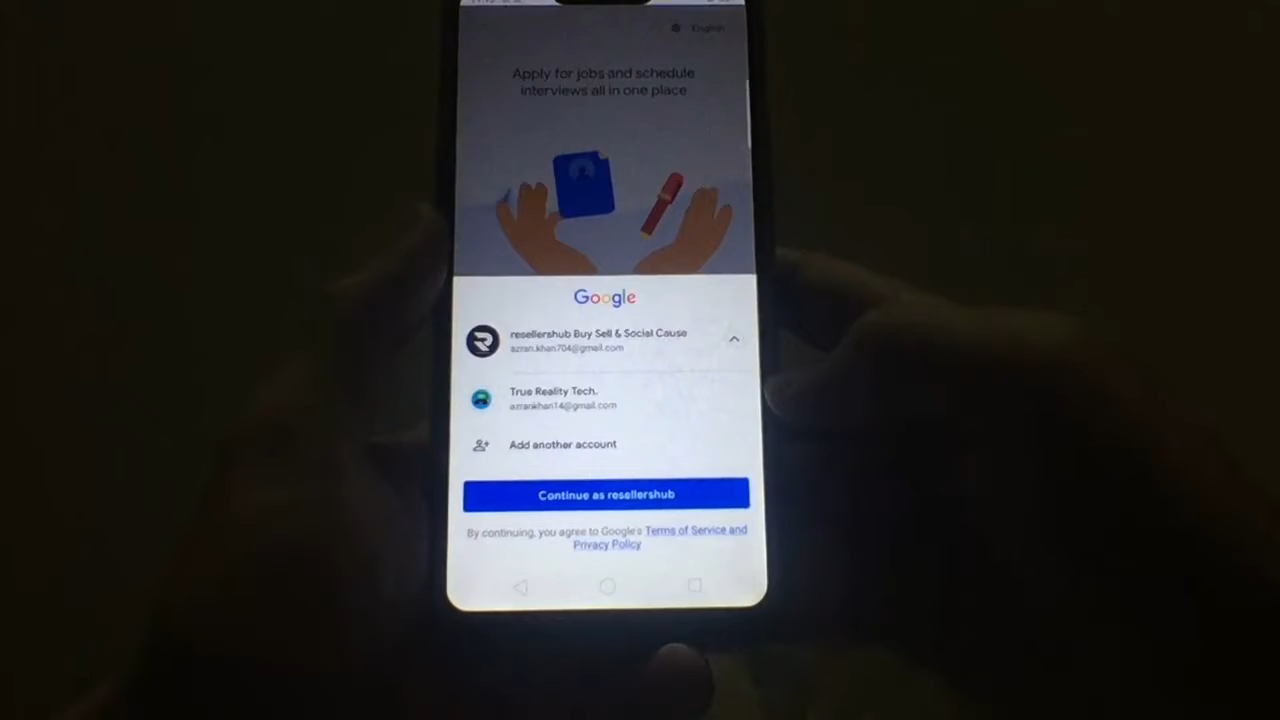 English
Apply for jobs and schedule
interviews all in one place
Google
resellershub Buy Sell & Social Cause
azran.khan704@gmail.com
True Reality Tech.
azrankhan14@gmail.com
Add another account
Continue as resellershub
By continuing, you agree to Google's Terms of Service and
Privacy Policy